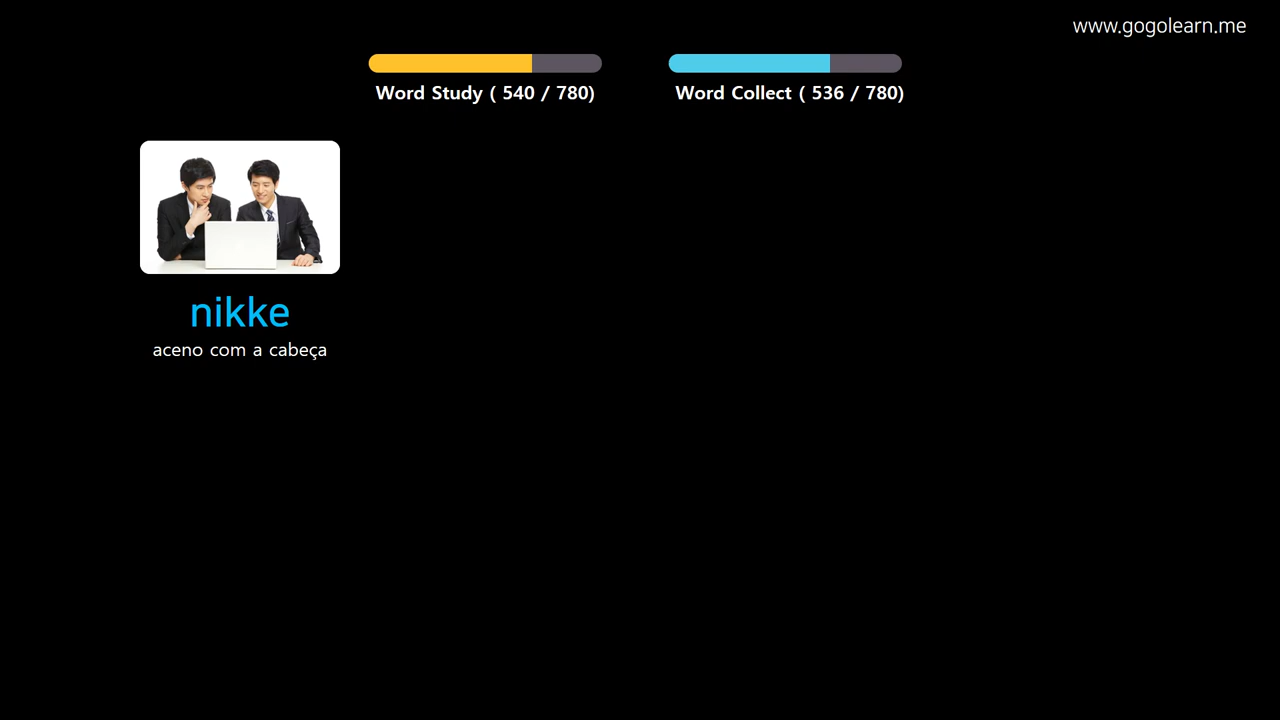 www.gogolearn.me
Word Study ( 540 / 780)
Word Collect ( 536 / 780)
nikke
aceno com a cabeça